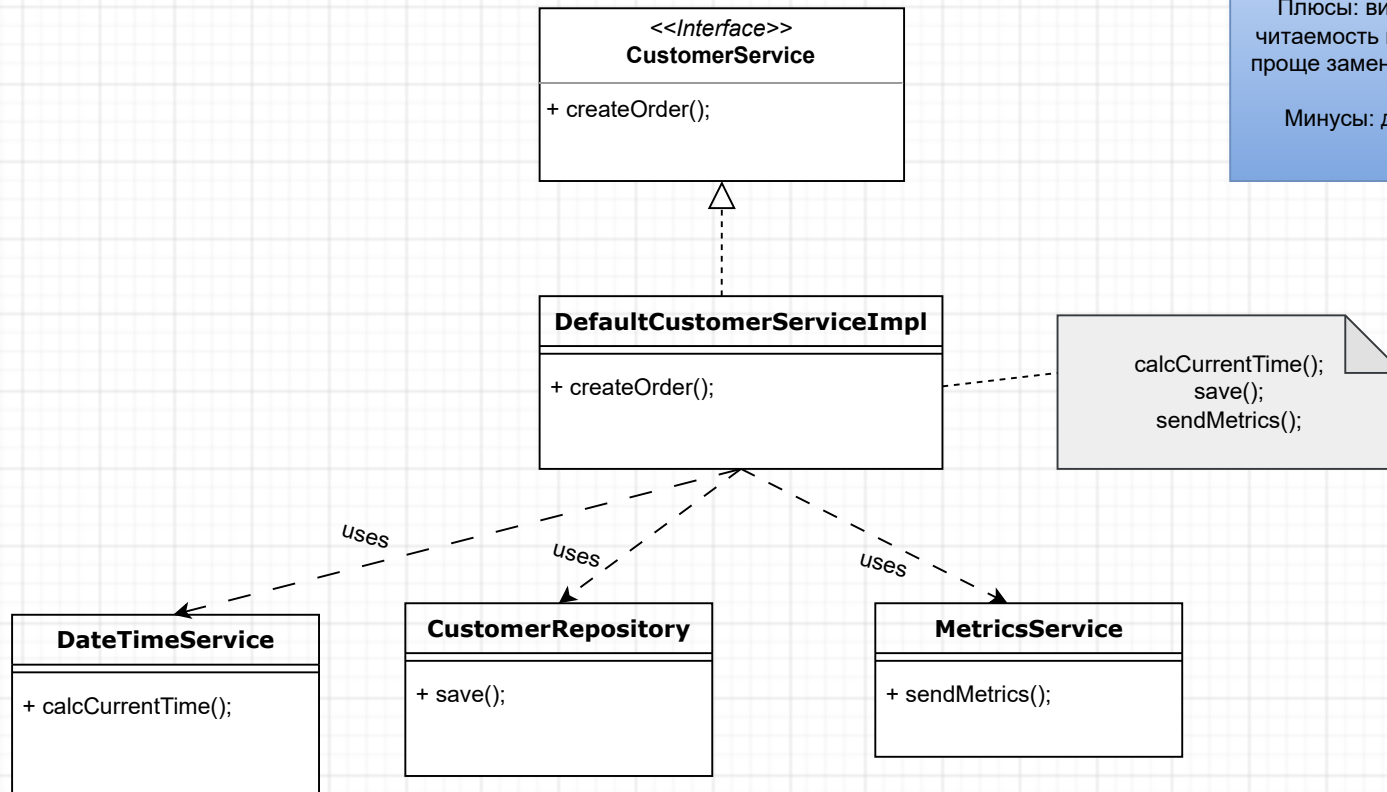 <<Interface>>
CustomerService
+ createOrder();
Плюсы:
читаемость
проще
Минусы:
DefaultCustomerServiceImpl
+ createOrder();
calcCurrentTime();
save();
sendMetrics();
uses
uses
uses
DateTimeService
+ calcCurrentTime();
CustomerRepository
+ save();
MetricsService
+ sendMetrics();